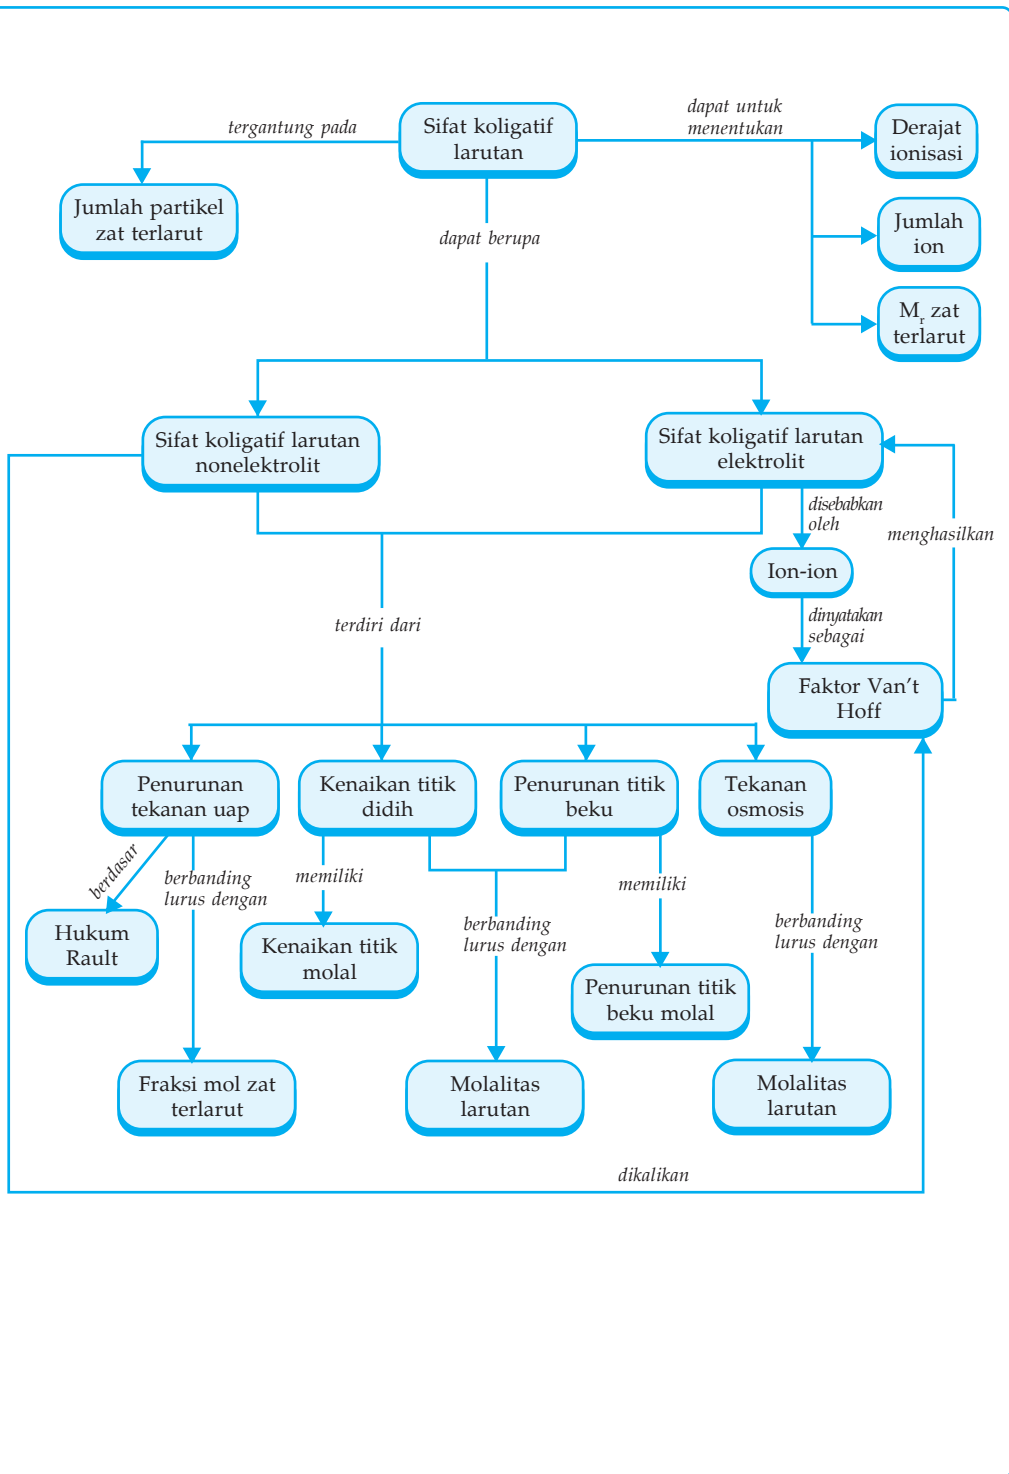 tergantung pada
Sifat koligatif
larutan
dapat untuk
menentukan
Derajat
ionisasi
Jumlah partikel
zat terlarut
dapat berupa
Jumlah
ion
Mr zat
terlarut
Sifat koligatif larutan
nonelektrolit
Sifat koligatif larutan
elektrolit
disebabkan
oleh
menghasilkan
Ion-ion
terdiri dari
dinyatakan
sebagai
Faktor Van’t
Hoff
Penurunan
tekanan uap
Kenaikan titik
didih
Penurunan titik
beku
Tekanan
osmosis
berdasar
berbanding
lurus dengan
memiliki
berbanding
lurus dengan
memiliki
berbanding
lurus dengan
Hukum
Rault
Kenaikan titik
molal
Penurunan titik
beku molal
Fraksi mol zat
terlarut
Molalitas
larutan
Molalitas
larutan
dikalikan